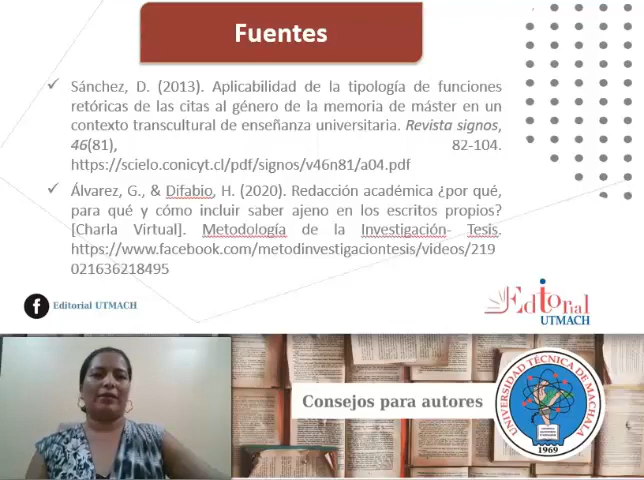 Fuentes
Sánchez, D. (2013). Aplicabilidad de la tipología de funciones
retóricas de las citas al género de la memoria de máster en un
contexto transcultural de enseñanza universitaria. Revista signos,
46(81), 82-104.
https://scielo.conicyt.cl/pdf/signos/v46n81/a04.pdf
Álvarez, G., & Difabio, H. (2020). Redacción académica ¿por qué,
para qué y cómo incluir saber ajeno en los escritos propios?
[Charla Virtual]. Metodología de la Investigación- Tesis.
https://www.facebook.com/metodinvestigaciontesis/videos/219
021636218495
Editorial UTMACH
Editorial
UTMACH
Consejos para autores
UNIVERSIDAD TÉCNICA DE MACHALA
1969